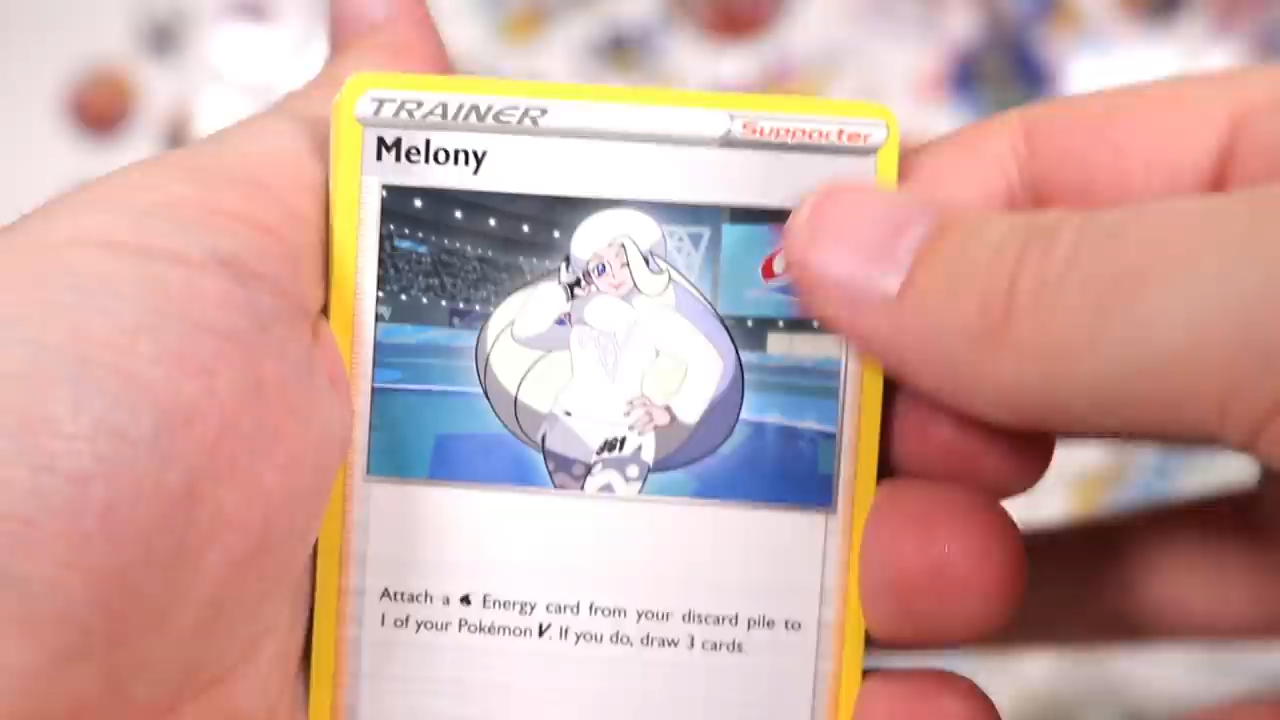 TRAINER
Supporter
Melony
361
Attach a Energy card from your discard pile to
1 of your Pokémon V. If you do, draw 3 cards.